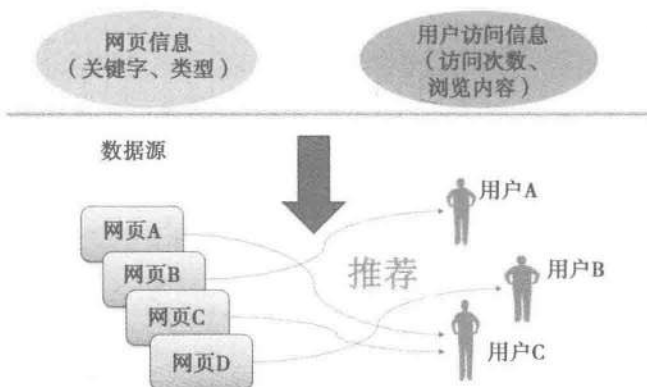 网页信息
（关键字、类型）
用户访问信息
（访问次数、
浏览内容）
数据源
用户A
网页A
网页B
推荐
用户B
网页C
用户C
网页D